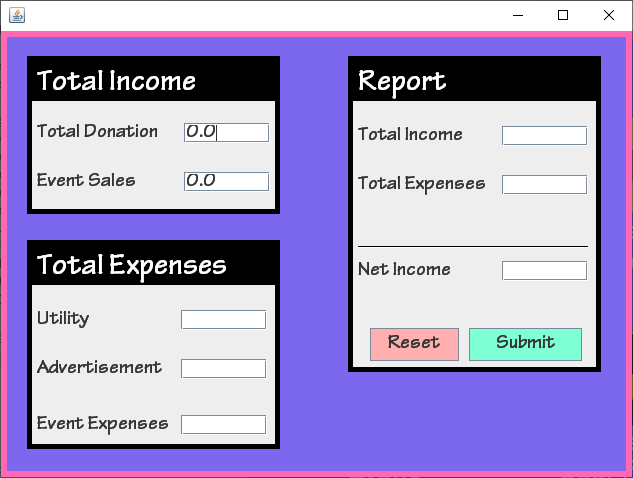 Total Income
Total Donation 0.0
Event Sales 0.0
Total Expenses
Utility
Advertisement
Event Expenses
Report
Total Income
Total Expenses
Net Income
Reset Submit